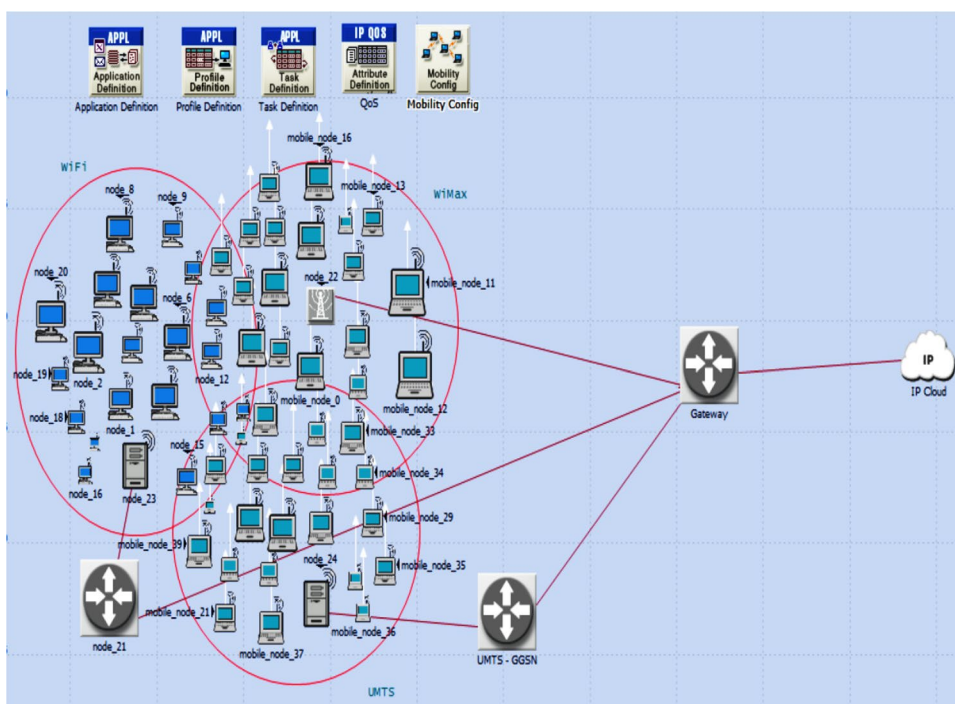 APPL
Application
Definition
Application Definition
APPL
Profile
Definition
Profile Definition
APPL
Task
Definition
Task Definition
IP QOS
Attribute
Definition
QoS
Mobility
Config
Mobility Config
mobile_node_16
WiFi
node_8
node_9
mobile_node_13
WiMax
node_20
node_22
mobile_node_11
node_6
node_19
node_2
node_12
mobile_node_0
mobile_node_12
Gateway
IP
IP Cloud
node_18
node_1
node_15
mobile_node_33
node_16
node_23
mobile_node_34
mobile_node_29
mobile_node_39
node_24
mobile_node_35
mobile_node_21
mobile_node_36
node_21
mobile_node_37
UMTS - GGSN
UMTS